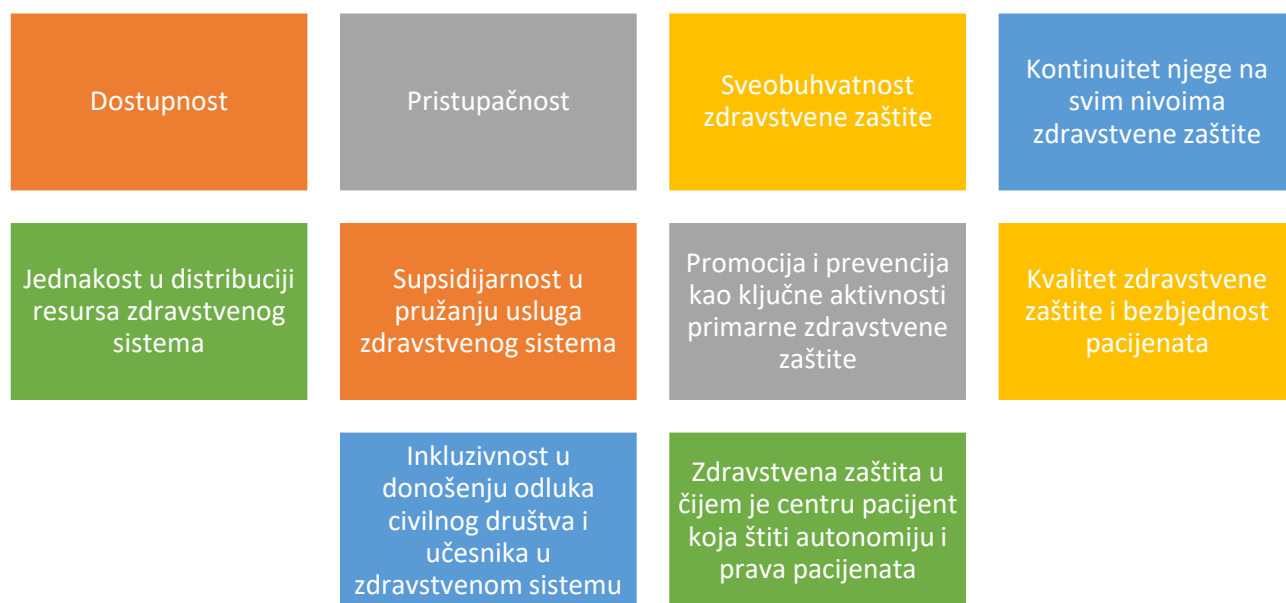 Dostupnost
Pristupačnost
Sveobuhvatnost
zdravstvene zaštite
Kontinuitet njege na
svim nivoima
zdravstvene zaštite
Jednakost u distribuciji
resursa zdravstvenog
sistema
Supsidijarnost u
pružanju usluga
zdravstvenog sistema
Promocija i prevencija
kao ključne aktivnosti
primarne zdravstvene
zaštite
Kvalitet zdravstvene
zaštite i bezbjednost
pacijenata
Inkluzivnost u
donošenju odluka
civilnog društva i
učesnika u
zdravstvenom sistemu
Zdravstvena zaštita u
čijem je centru pacijent
koja štiti autonomiju i
prava pacijenata